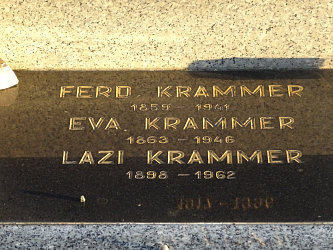 FERD KRAMMER
1859 - 1941
EVA KRAMMER
1863 - 1946
LAZI KRAMMER
1898 - 1962